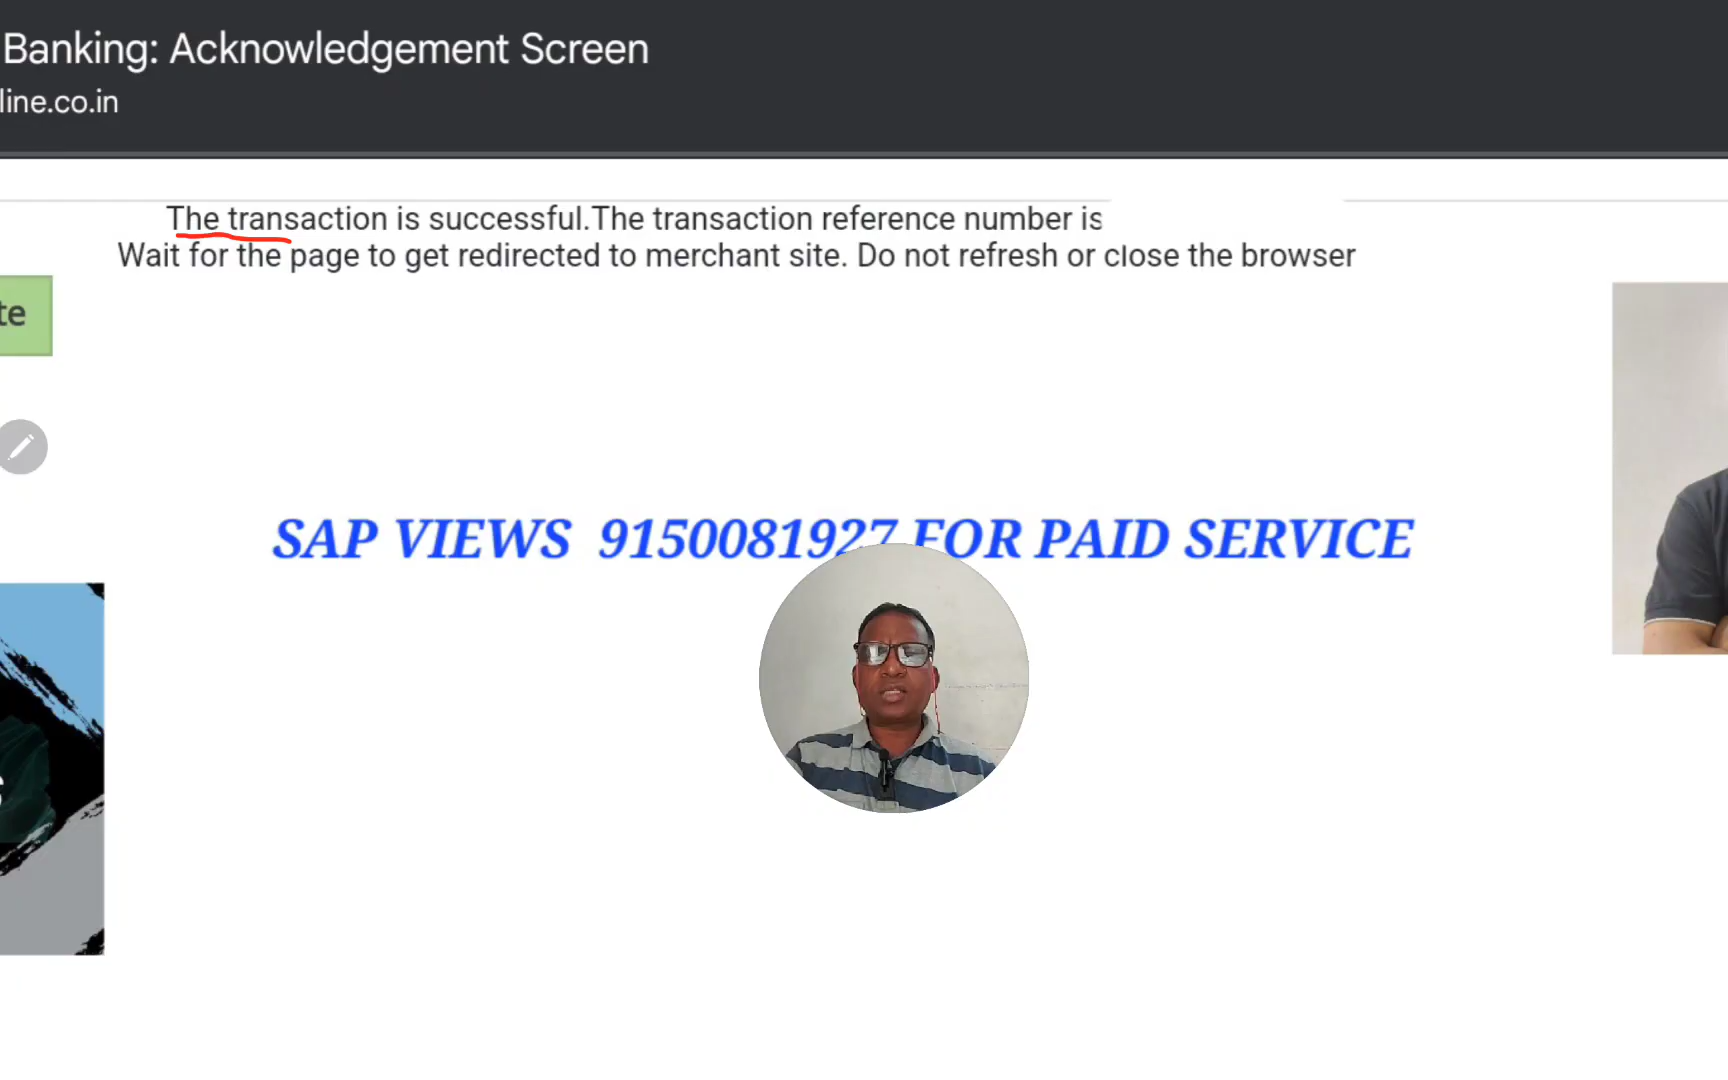 Banking: Acknowledgement Screen
line.co.in
The transaction is successful.The transaction reference number is
Wait for the page to get redirected to merchant site. Do not refresh or close the browser
te
SAP VIEWS 9150081927 FOR PAID SERVICE